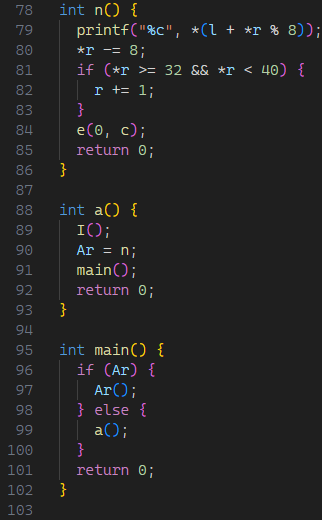 78 int n() {
79   printf("%c", *(l + *r % 8));
80   *r -= 8;
81   if (*r >= 32 && *r < 40) {
82     r += 1;
83   }
84   e(0, c);
85   return 0;
86 }
87
88 int a() {
89   I();
90   Ar = n;
91   main();
92   return 0;
93 }
94
95 int main() {
96   if (Ar) {
97     Ar();
98   } else {
99     a();
100   }
101   return 0;
102 }
103